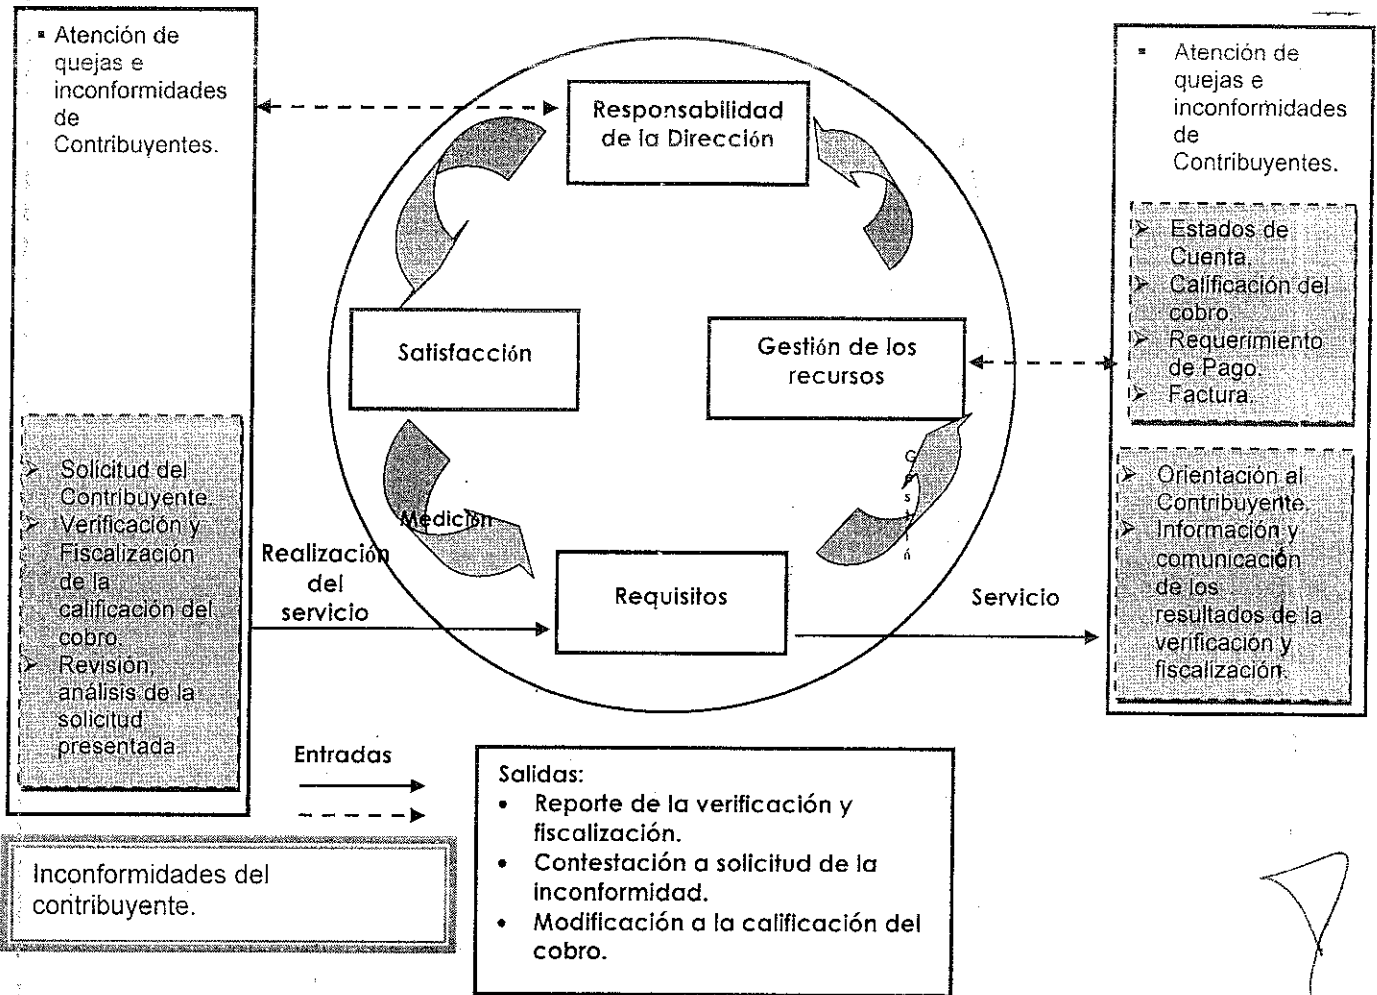 ▪ Atención de
quejas e
inconformidades
de
Contribuyentes.
➢ Solicitud del
Contribuyente.
➢ Verificación y
Fiscalización
de la
calificación del
cobro.
➢ Revisión,
análisis de la
solicitud
presentada.
Responsabilidad
de la Dirección
Satisfacción
Gestión de los
recursos
Medición
Gestión
Realización
del
servicio
Requisitos
Servicio
▪ Atención de
quejas e
inconformidades
de
Contribuyentes.
➢ Estados de
Cuenta.
➢ Calificación del
cobro.
➢ Requerimiento
de Pago.
➢ Factura.
➢ Orientación al
Contribuyente.
➢ Información y
comunicación
de los
resultados de la
verificación y
fiscalización.
Entradas
Inconformidades del
contribuyente.
Salidas:
• Reporte de la verificación y
fiscalización.
• Contestación a solicitud de la
inconformidad.
• Modificación a la calificación del
cobro.